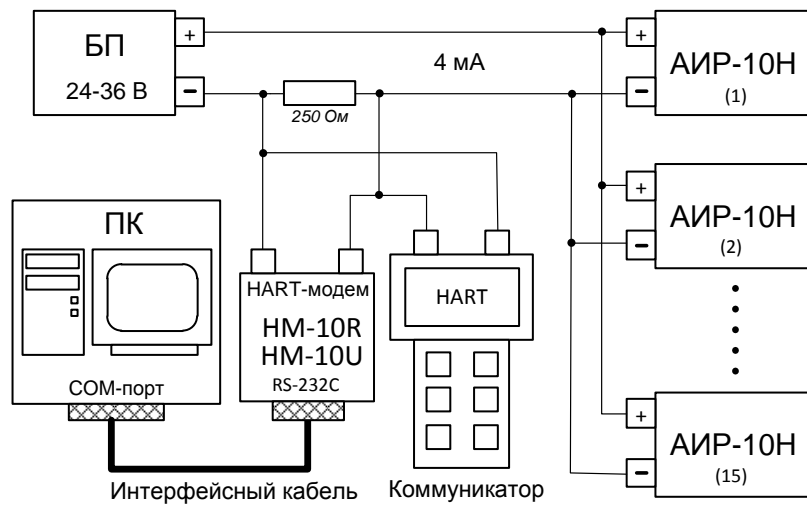 БП
24-36 В
+
−
250 Ом
4 мА
+
−
АИР-10Н
(1)
+
−
АИР-10Н
(2)
+
−
АИР-10Н
(15)
ПК
COM-порт
HART-модем
HM-10R
HM-10U
RS-232C
HART
Интерфейсный кабель
Коммуникатор